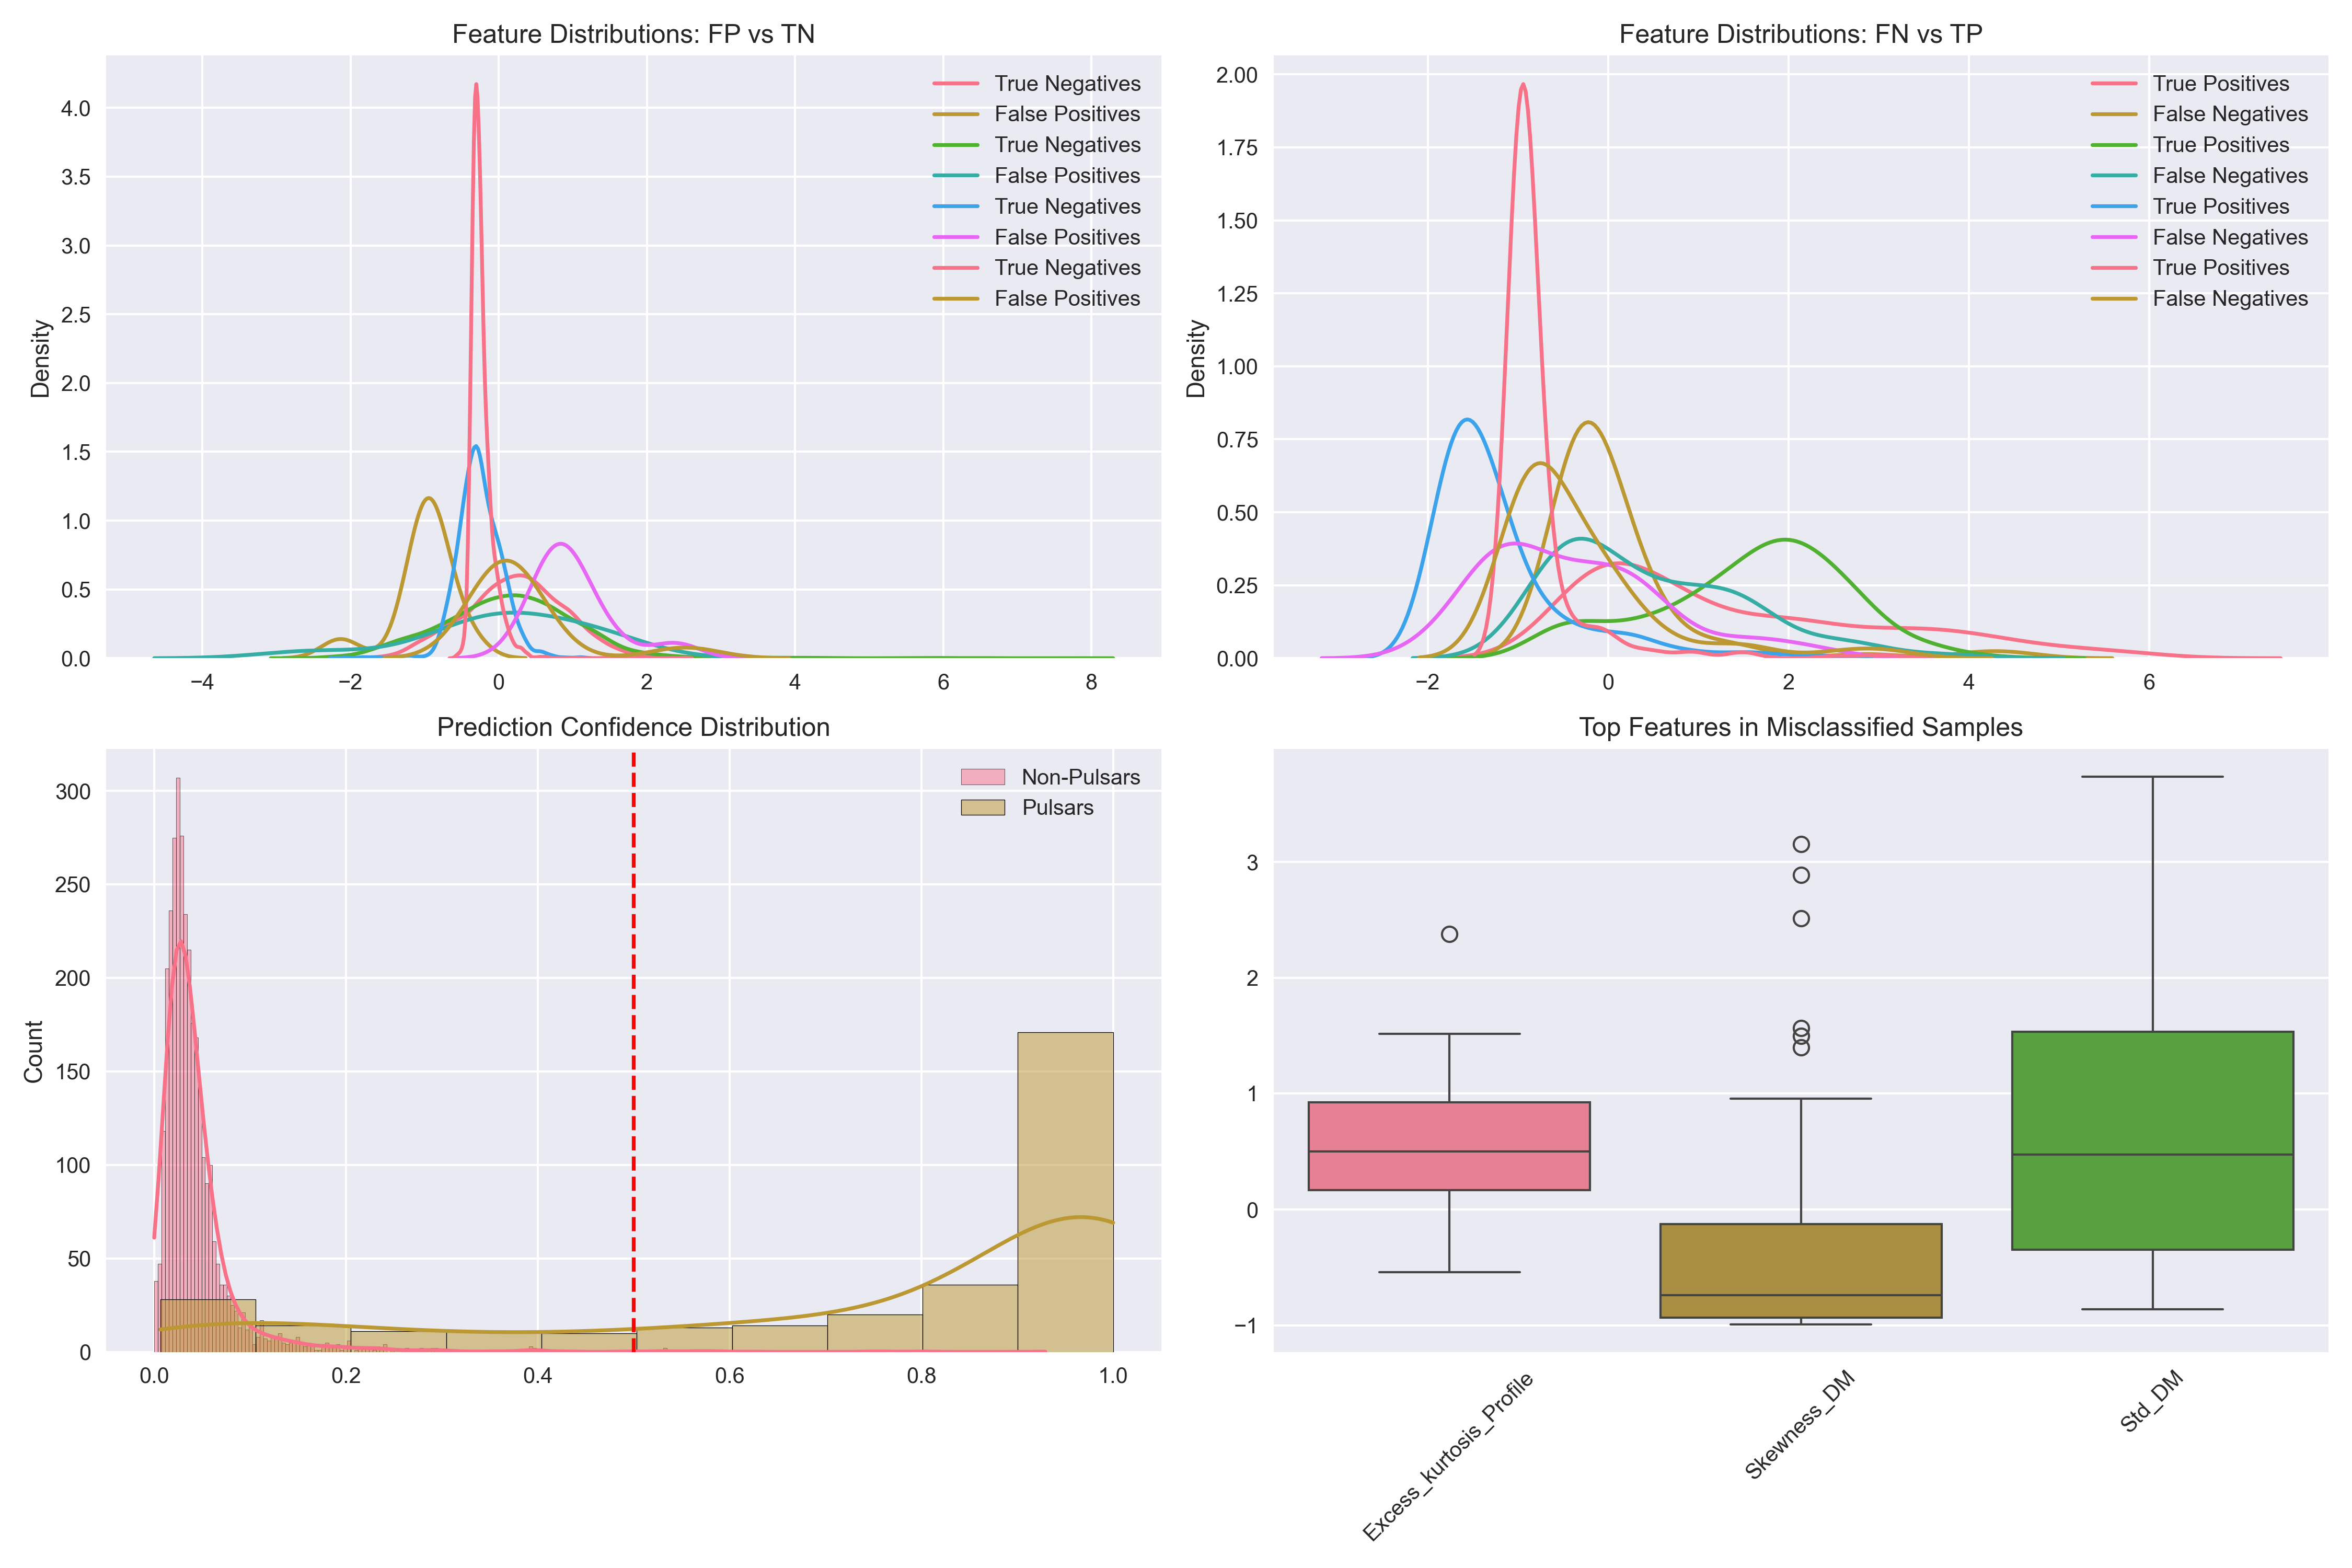 Feature Distributions: FP vs TN
Density
4.0
3.5
3.0
2.5
2.0
1.5
1.0
0.5
0.0
−4
−2
0
2
4
6
8
True Negatives
False Positives
True Negatives
False Positives
True Negatives
False Positives
True Negatives
False Positives
Feature Distributions: FN vs TP
Density
2.00
1.75
1.50
1.25
1.00
0.75
0.50
0.25
0.00
−2
0
2
4
6
True Positives
False Negatives
True Positives
False Negatives
True Positives
False Negatives
True Positives
False Negatives
Prediction Confidence Distribution
Count
300
250
200
150
100
50
0
0.0
0.2
0.4
0.6
0.8
1.0
Non-Pulsars
Pulsars
Top Features in Misclassified Samples
3
2
1
0
−1
Excess_kurtosis_Profile
Skewness_DM
Std_DM